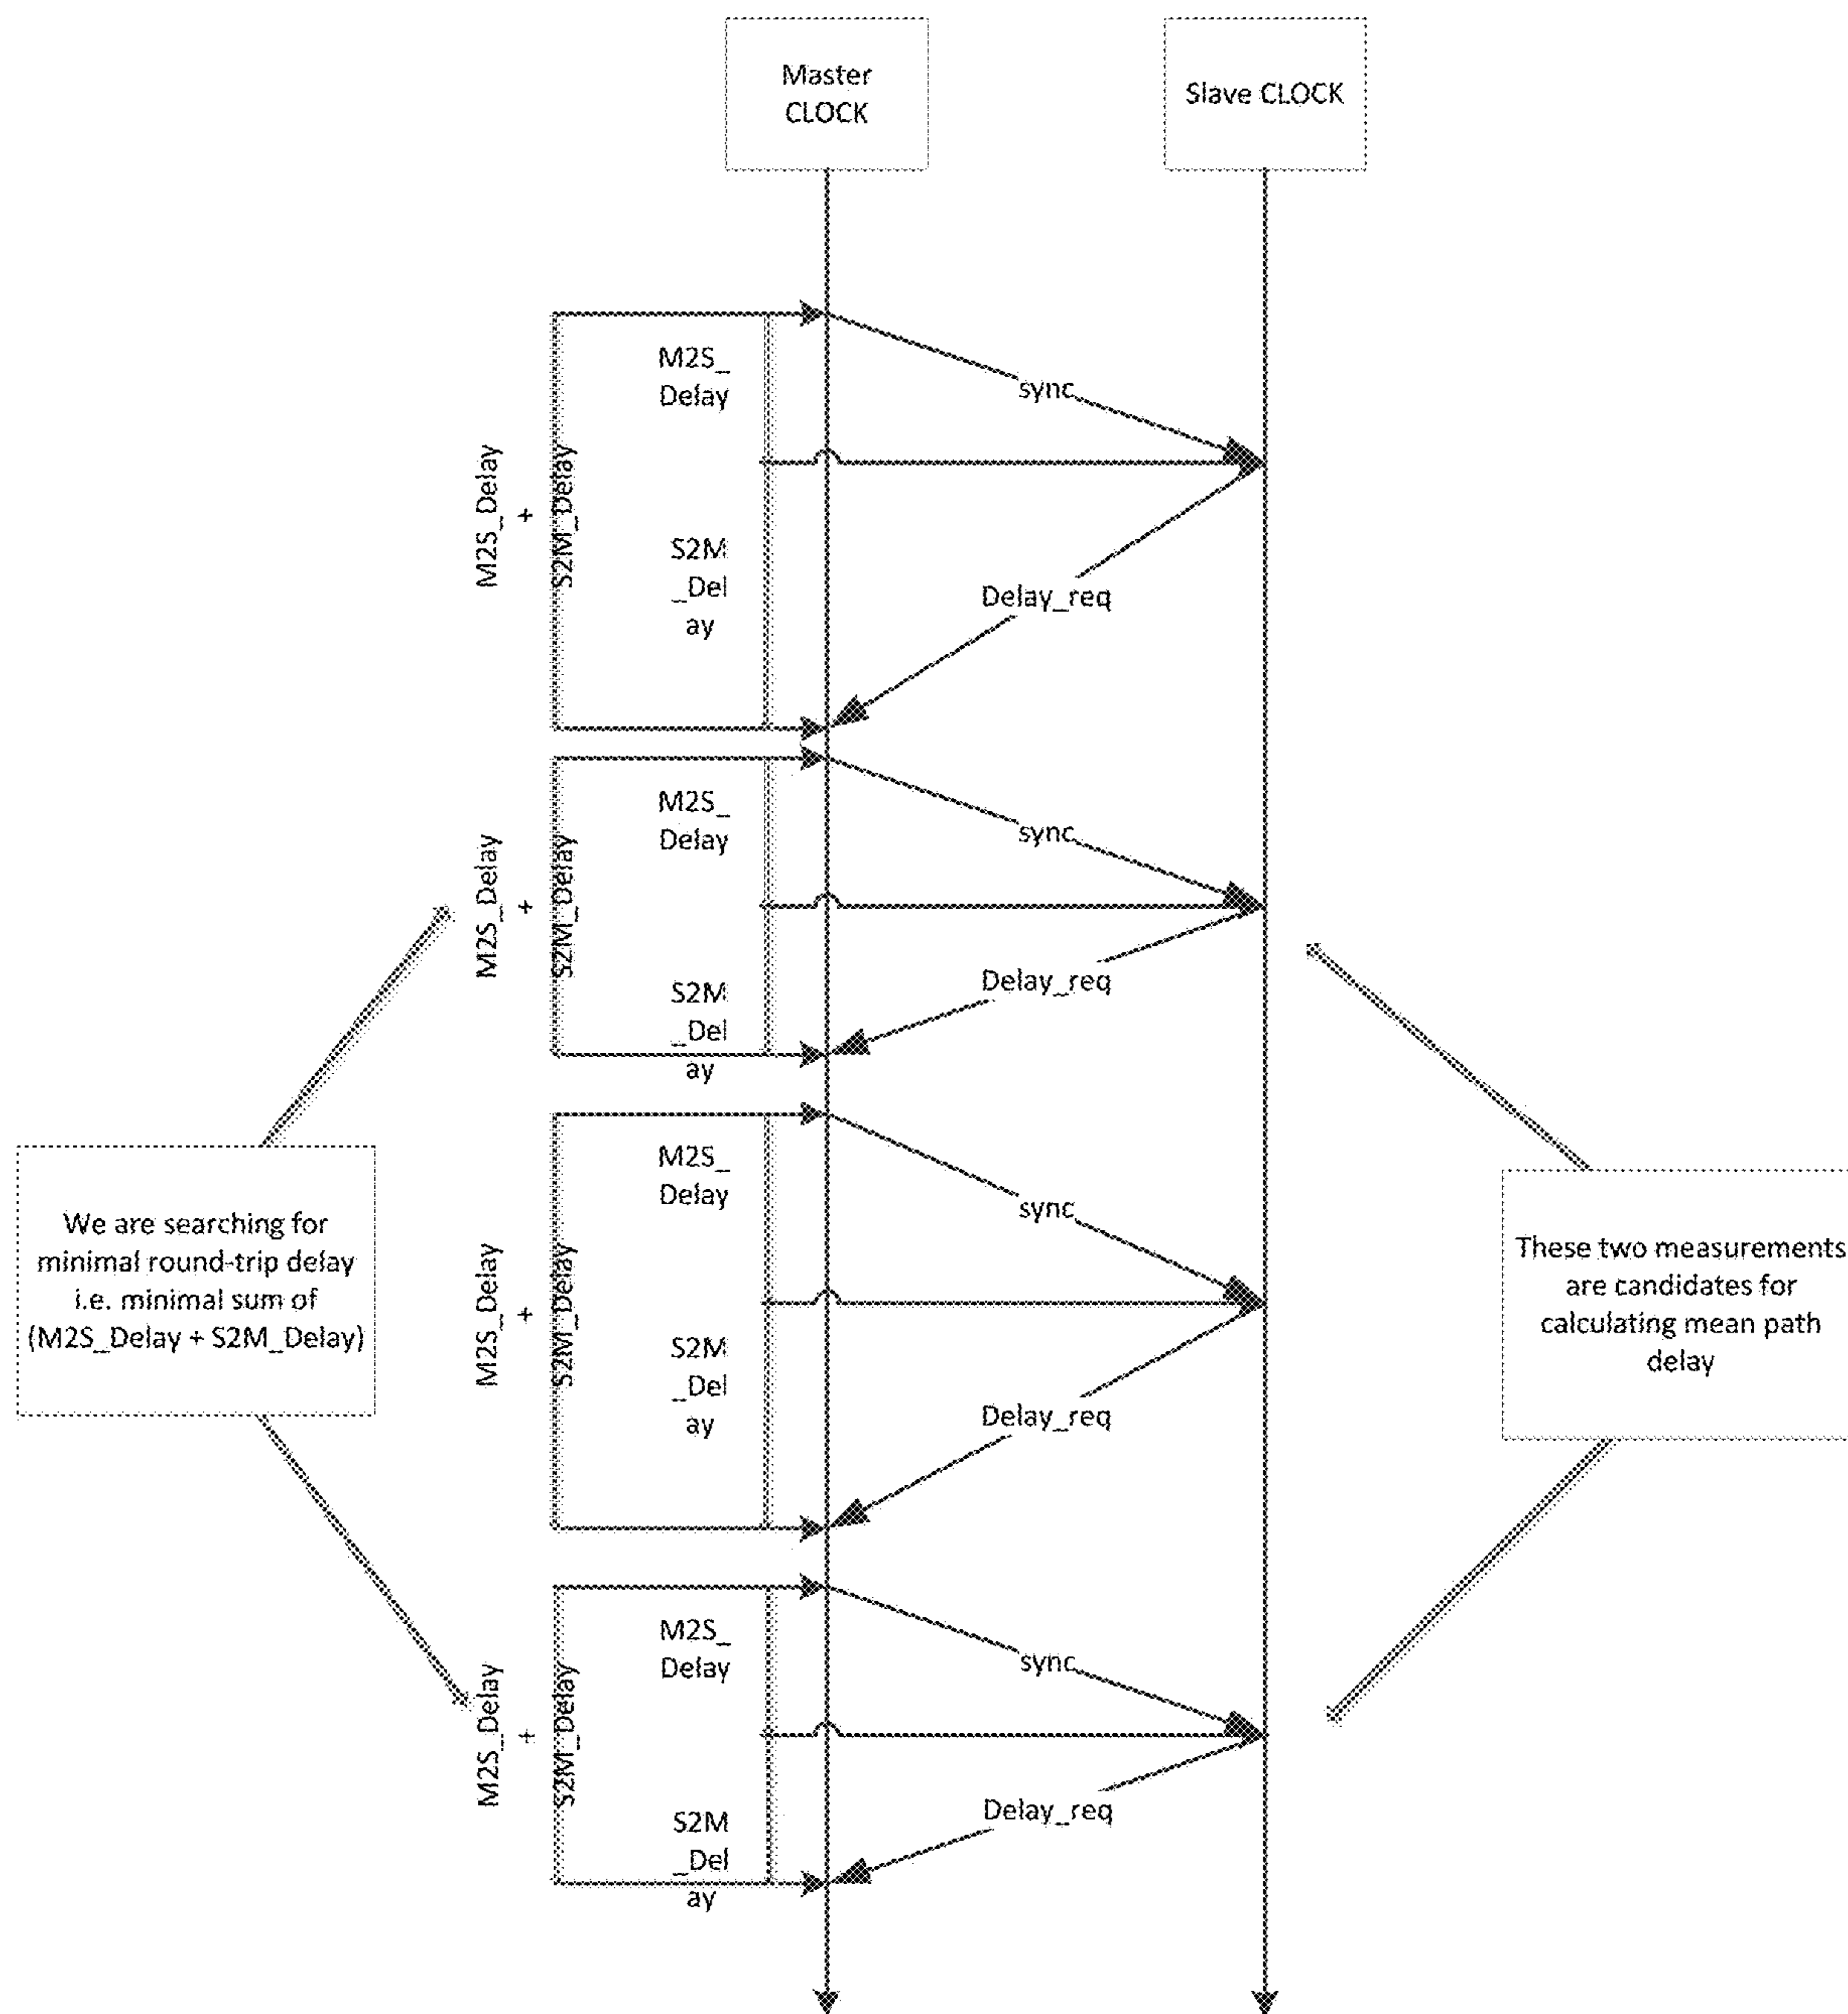 Master
CLOCK
Slave CLOCK
M2S_
Delay
sync
M2S_Delay
+
S2M_Delay
S2M
_Del
ay
Delay_req
M2S_
Delay
sync
M2S_Delay
+
S2M_Delay
S2M
_Del
ay
Delay_req
M2S_
Delay
sync
We are searching for
minimal round-trip delay
i.e. minimal sum of
(M2S_Delay + S2M_Delay)
M2S_Delay
+
S2M_Delay
These two measurements
are candidates for
calculating mean path
delay
S2M
_Del
ay
Delay_req
M2S_
Delay
sync
M2S_Delay
+
S2M_Delay
S2M
_Del
ay
Delay_req